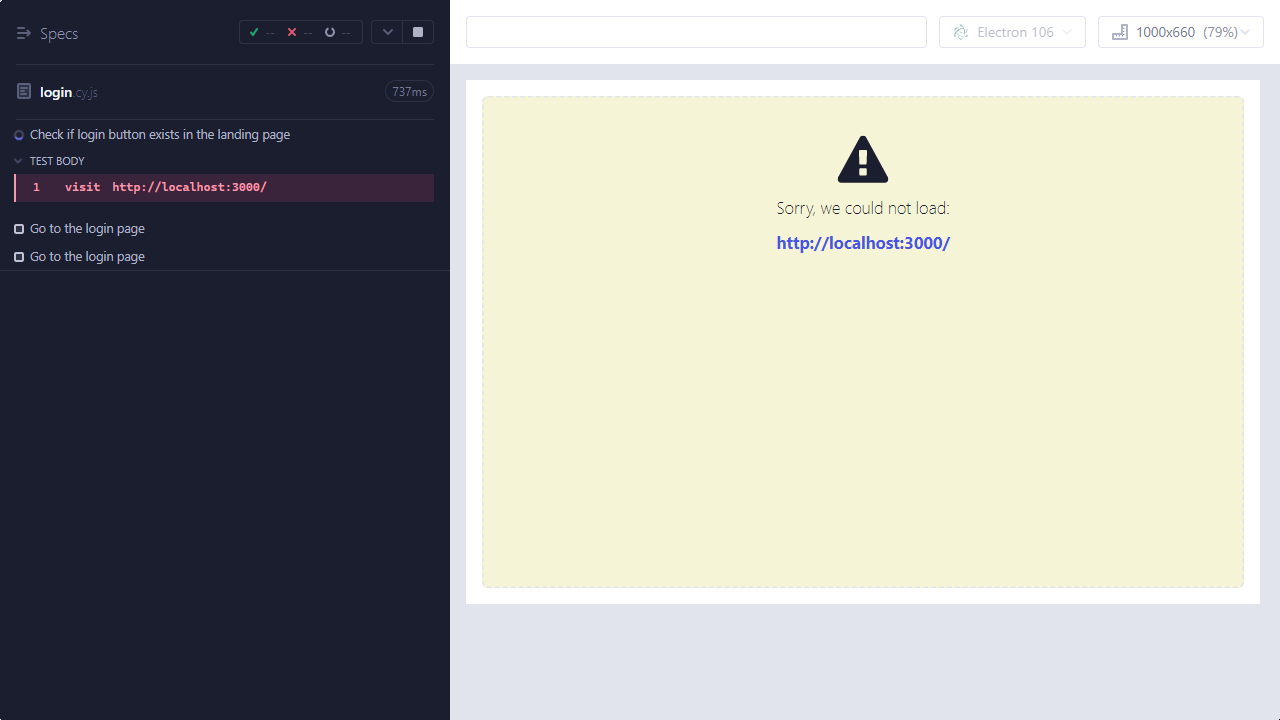 Specs
--
--
--
login.cy.js
737ms
Check if login button exists in the landing page
TEST BODY
1 visit http://localhost:3000/
Go to the login page
Go to the login page
Electron 106
1000x660 (79%)
Sorry, we could not load:
http://localhost:3000/